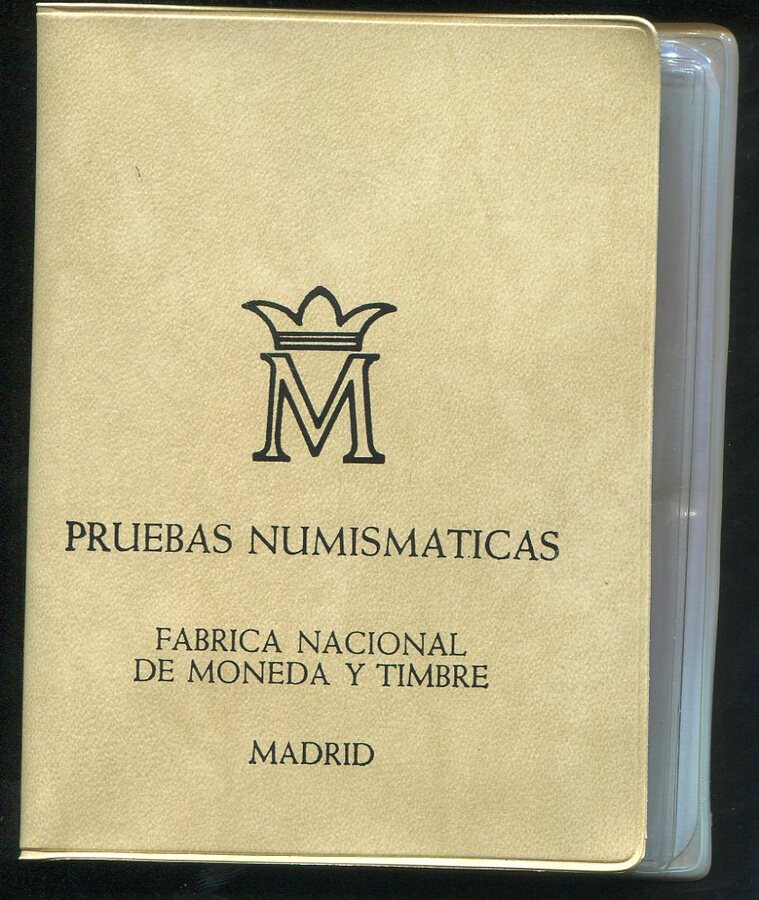 M
PRUEBAS NUMISMATICAS
FABRICA NACIONAL
DE MONEDA Y TIMBRE
MADRID